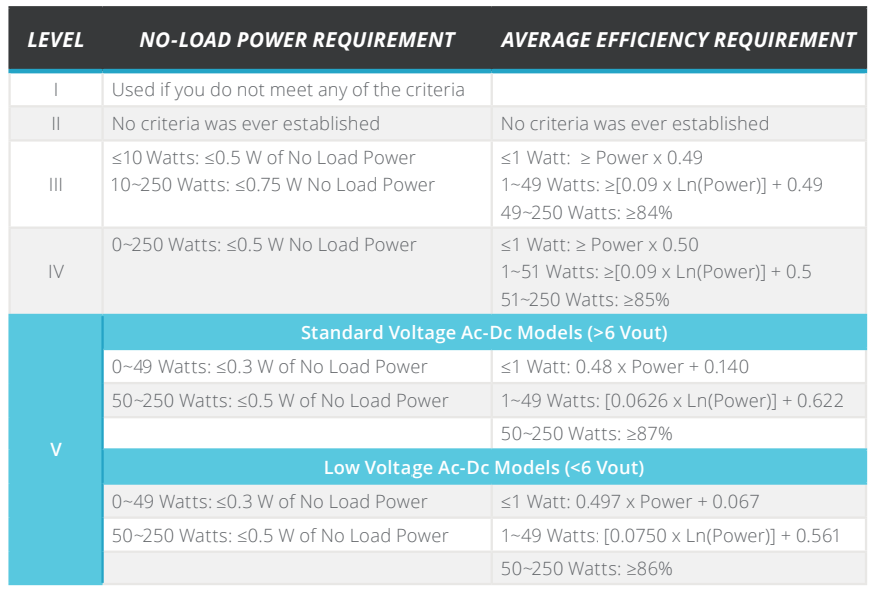 LEVEL NO-LOAD POWER REQUIREMENT AVERAGE EFFICIENCY REQUIREMENT
I Used if you do not meet any of the criteria
II No criteria was ever established No criteria was ever established
≤10 Watts: ≤0.5 W of No Load Power ≤1 Watt: ≥ Power x 0.49
III 10~250 Watts: ≤0.75 W No Load Power 1~49 Watts: ≥[0.09 x Ln(Power)] + 0.49
49~250 Watts: ≥84%
0~250 Watts: ≤0.5 W No Load Power ≤1 Watt: ≥ Power x 0.50
IV 1~51 Watts: ≥[0.09 x Ln(Power)] + 0.5
51~250 Watts: ≥85%
Standard Voltage Ac-Dc Models (>6 Vout)
0~49 Watts: ≤0.3 W of No Load Power ≤1 Watt: 0.48 x Power + 0.140
50~250 Watts: ≤0.5 W of No Load Power 1~49 Watts: [0.0626 x Ln(Power)] + 0.622
50~250 Watts: ≥87%
V
Low Voltage Ac-Dc Models (<6 Vout)
0~49 Watts: ≤0.3 W of No Load Power ≤1 Watt: 0.497 x Power + 0.067
50~250 Watts: ≤0.5 W of No Load Power 1~49 Watts: [0.0750 x Ln(Power)] + 0.561
50~250 Watts: ≥86%